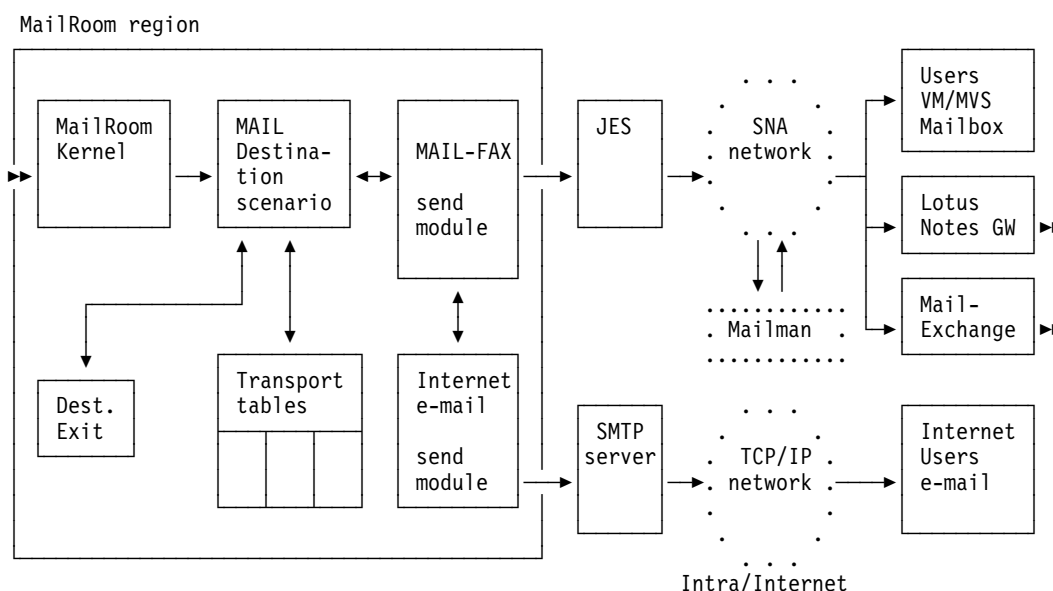 MailRoom region
MailRoom
Kernel
MAIL
Destina-
tion
scenario
MAIL-FAX
send
module
JES
SNA
network
Users
VM/MVS
Mailbox
Lotus
Notes GW
Mail-
Exchange
Mailman
Dest.
Exit
Transport
tables
Internet
e-mail
send
module
SMTP
server
TCP/IP
network
Internet
Users
e-mail
Intra/Internet